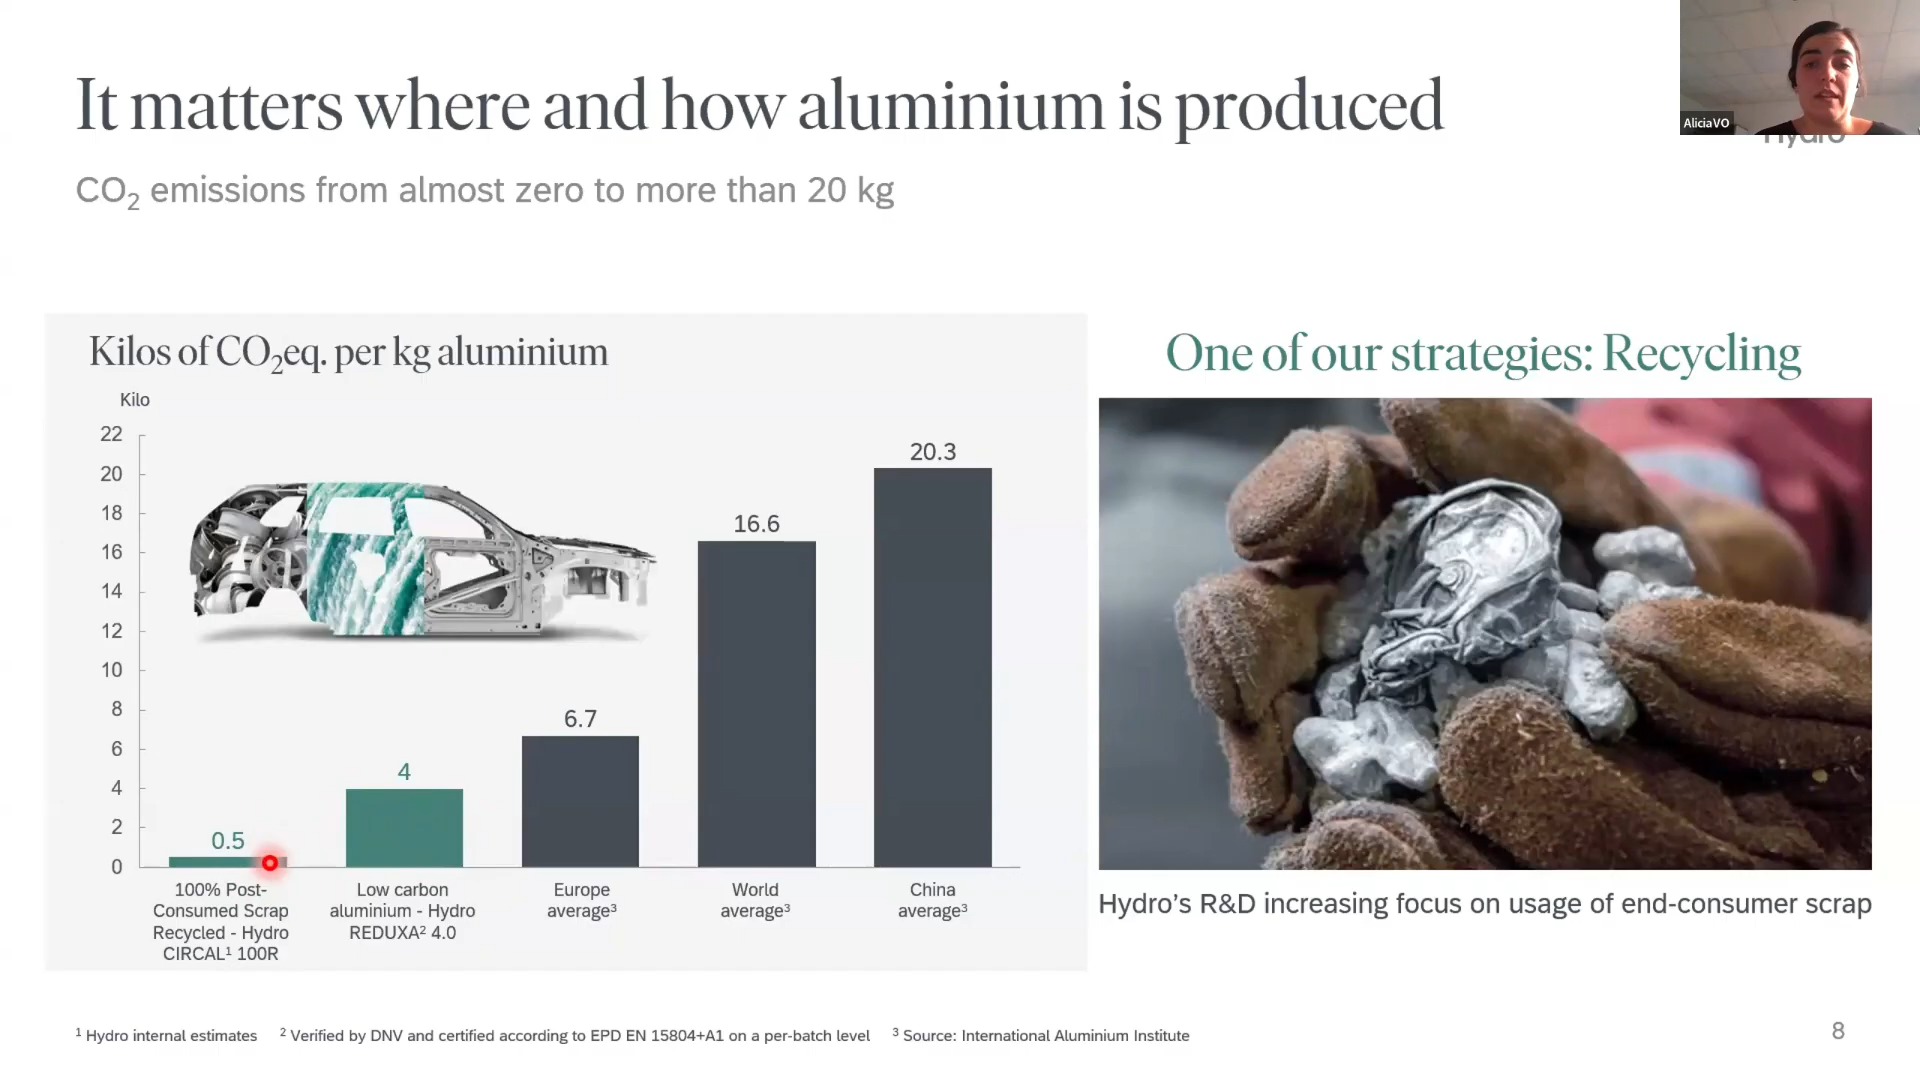 It matters where and how aluminium is produced
AliciaVO
Hydro
CO₂ emissions from almost zero to more than 20 kg
Kilos of CO₂eq. per kg aluminium
Kilo
22
20
18
16
14
12
10
8
6
4
2
0
0.5
4
6.7
16.6
20.3
100% Post-
Consumed Scrap
Recycled - Hydro
CIRCAL¹ 100R
Low carbon
aluminium - Hydro
REDUXA² 4.0
Europe
average³
World
average³
China
average³
One of our strategies: Recycling
Hydro’s R&D increasing focus on usage of end-consumer scrap
¹ Hydro internal estimates ² Verified by DNV and certified according to EPD EN 15804+A1 on a per-batch level ³ Source: International Aluminium Institute
8